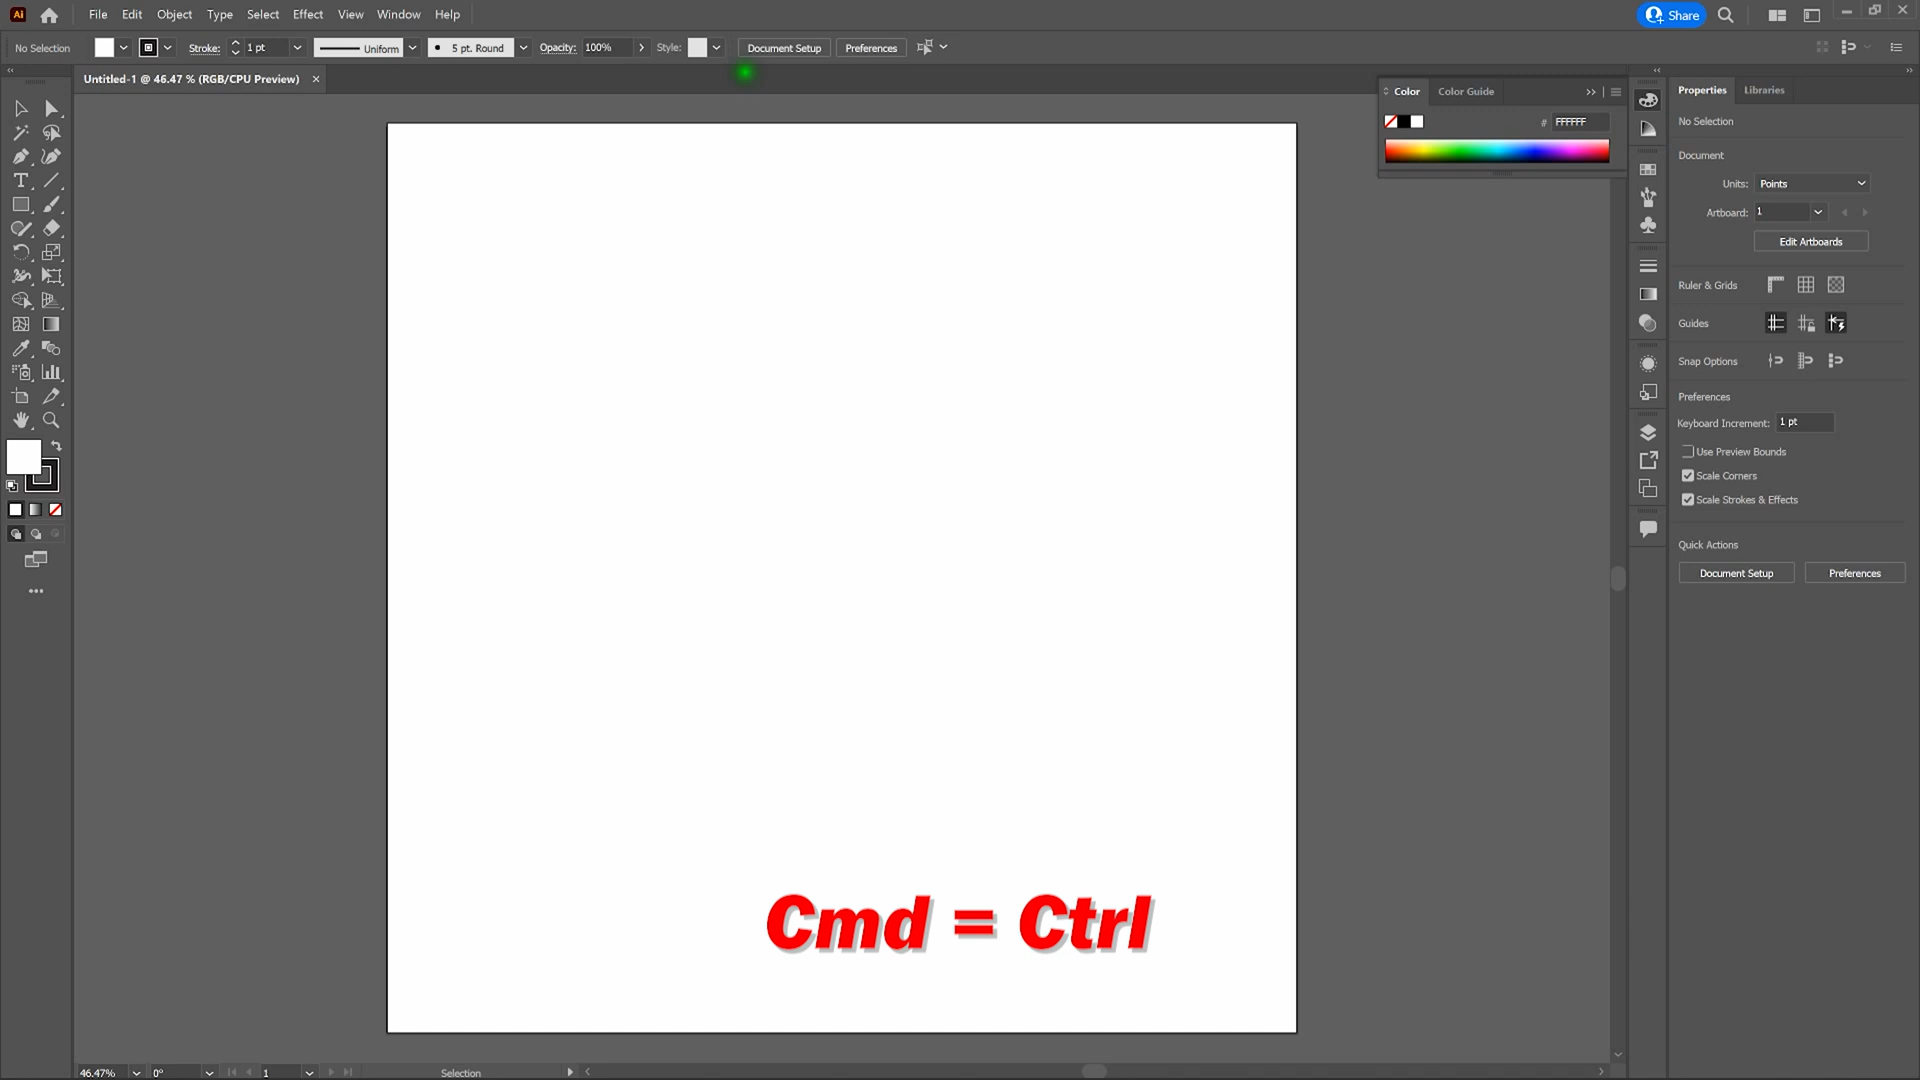 Ai File Edit Object Type Select Effect View Window Help Share
No Selection Stroke: 1 pt Uniform 5 pt. Round Opacity: 100% Style: Document Setup Preferences
Untitled-1 @ 46.47 % (RGB/CPU Preview) ×
Color Color Guide
# FFFFFF
Properties Libraries
No Selection
Document
Units: Points
Artboard: 1
Edit Artboards
Ruler & Grids
Guides
Snap Options
Preferences
Keyboard Increment: 1 pt
Use Preview Bounds
Scale Corners
Scale Strokes & Effects
Quick Actions
Document Setup Preferences
Cmd = Ctrl
46.47% 0° 1 Selection